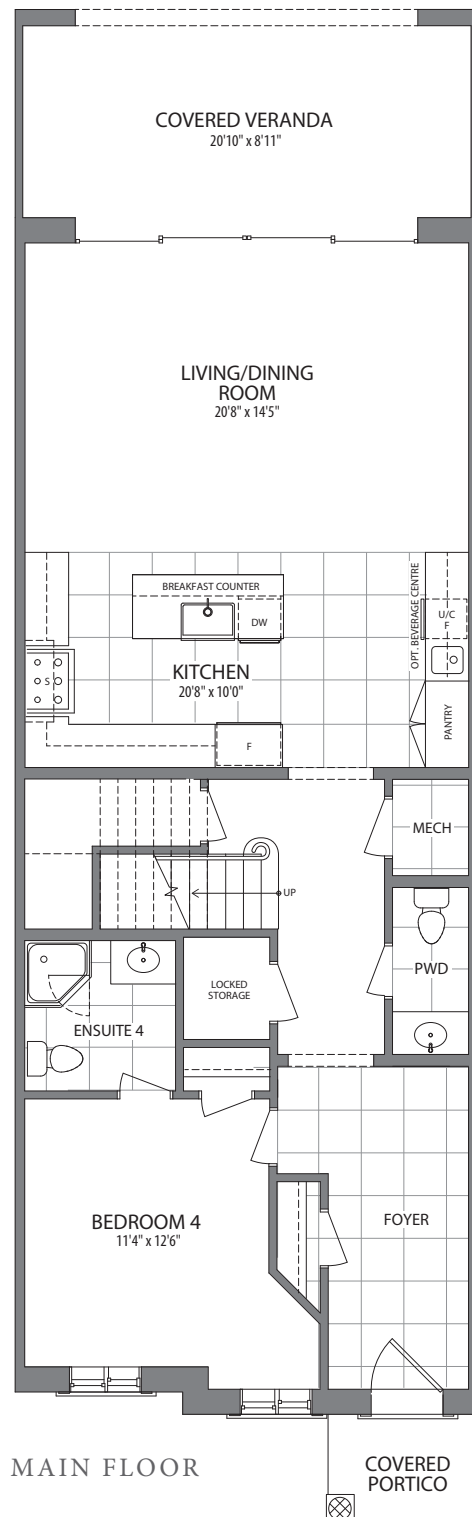 COVERED VERANDA
20'10" x 8'11"
LIVING/DINING
ROOM
20'8" x 14'5"
BREAKFAST COUNTER
DW
OPT. BEVERAGE CENTRE
U/C
F
KITCHEN
20'8" x 10'0"
S
F
PANTRY
MECH
UP
PWD
LOCKED
STORAGE
ENSUITE 4
BEDROOM 4
11'4" x 12'6"
FOYER
MAIN FLOOR
COVERED
PORTICO